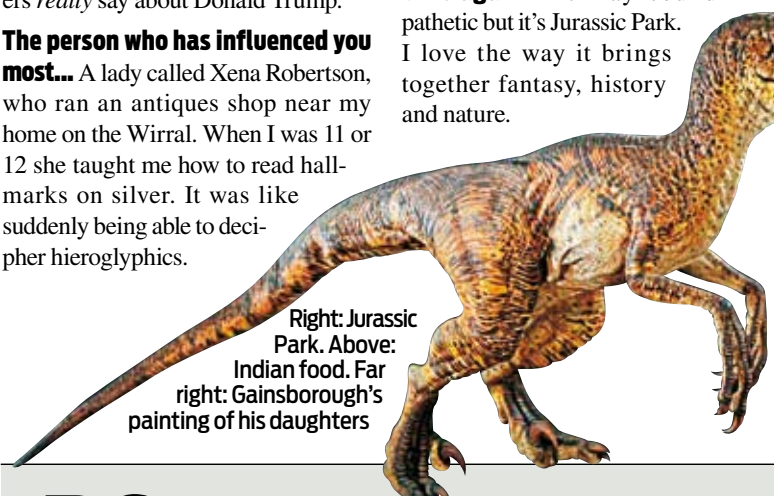 ers really say about Donald Trump.
The person who has influenced you
most... A lady called Xena Robertson,
who ran an antiques shop near my
home on the Wirral. When I was 11 or
12 she taught me how to read hall-
marks on silver. It was like
suddenly being able to deci-
pher hieroglyphics.
pathetic but it's Jurassic Park.
I love the way it brings
together fantasy, history
and nature.
Right: Jurassic
Park. Above:
Indian food. Far
right: Gainsborough's
painting of his daughters